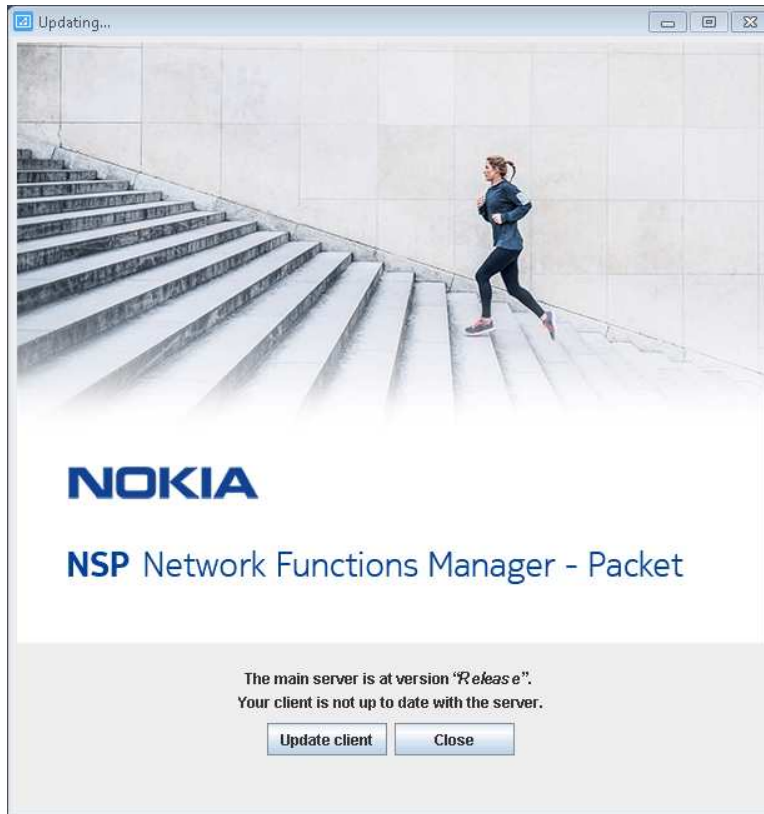 Updating...
NOKIA
NSP Network Functions Manager - Packet
The main server is at version “Release”.
Your client is not up to date with the server.
Update client Close